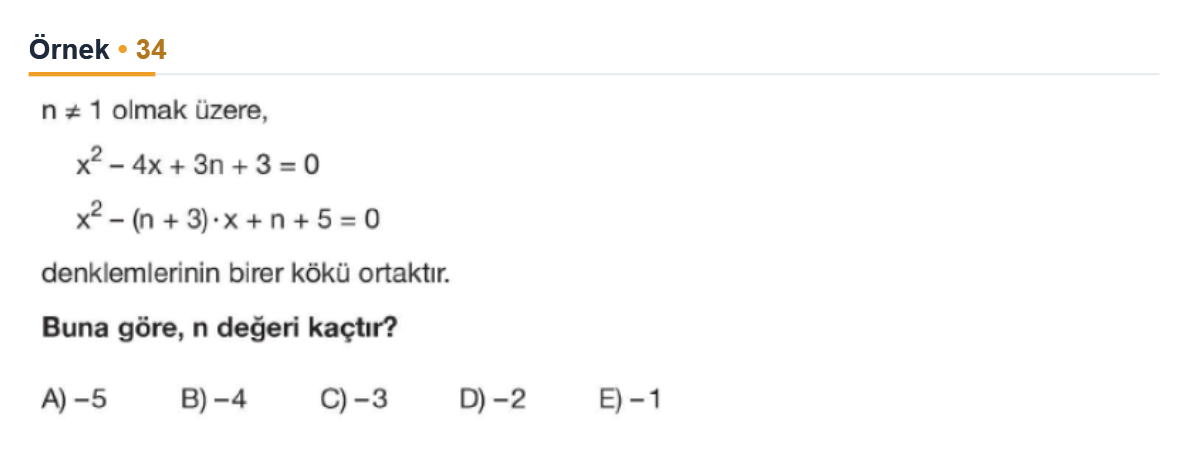 Örnek • 34
n ≠ 1 olmak üzere,
x² – 4x + 3n + 3 = 0
x² – (n + 3)·x + n + 5 = 0
denklemlerinin birer kökü ortaktır.
Buna göre, n değeri kaçtır?
A) –5 B) –4 C) –3 D) –2 E) –1